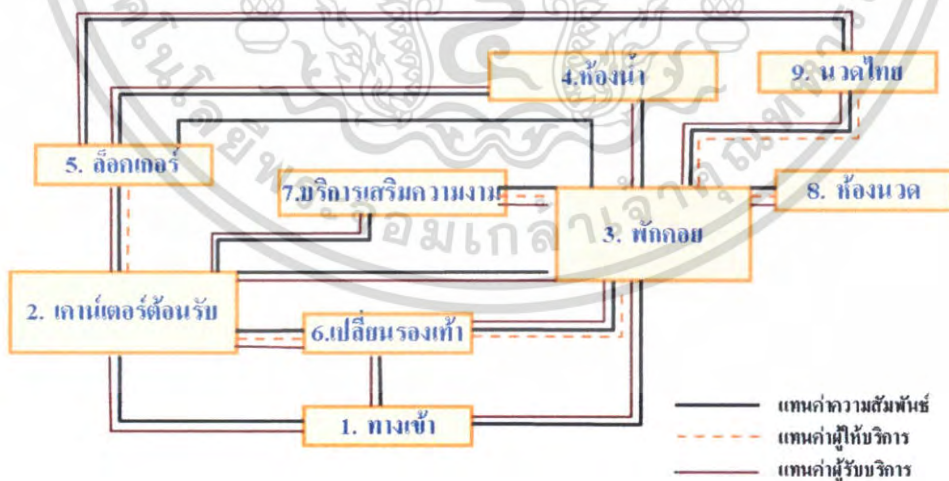 4.ห้องน้ำ
9. นวดไทย
5. ล็อคเกอร์
7.บริการเสริมความงาม
8. ห้องนวด
3. พักคอย
2. เคาน์เตอร์ต้อนรับ
6.เปลี่ยนรองเท้า
1. ทางเข้า
แทนค่าความสัมพันธ์
แทนค่าผู้ให้บริการ
แทนค่าผู้รับบริการ